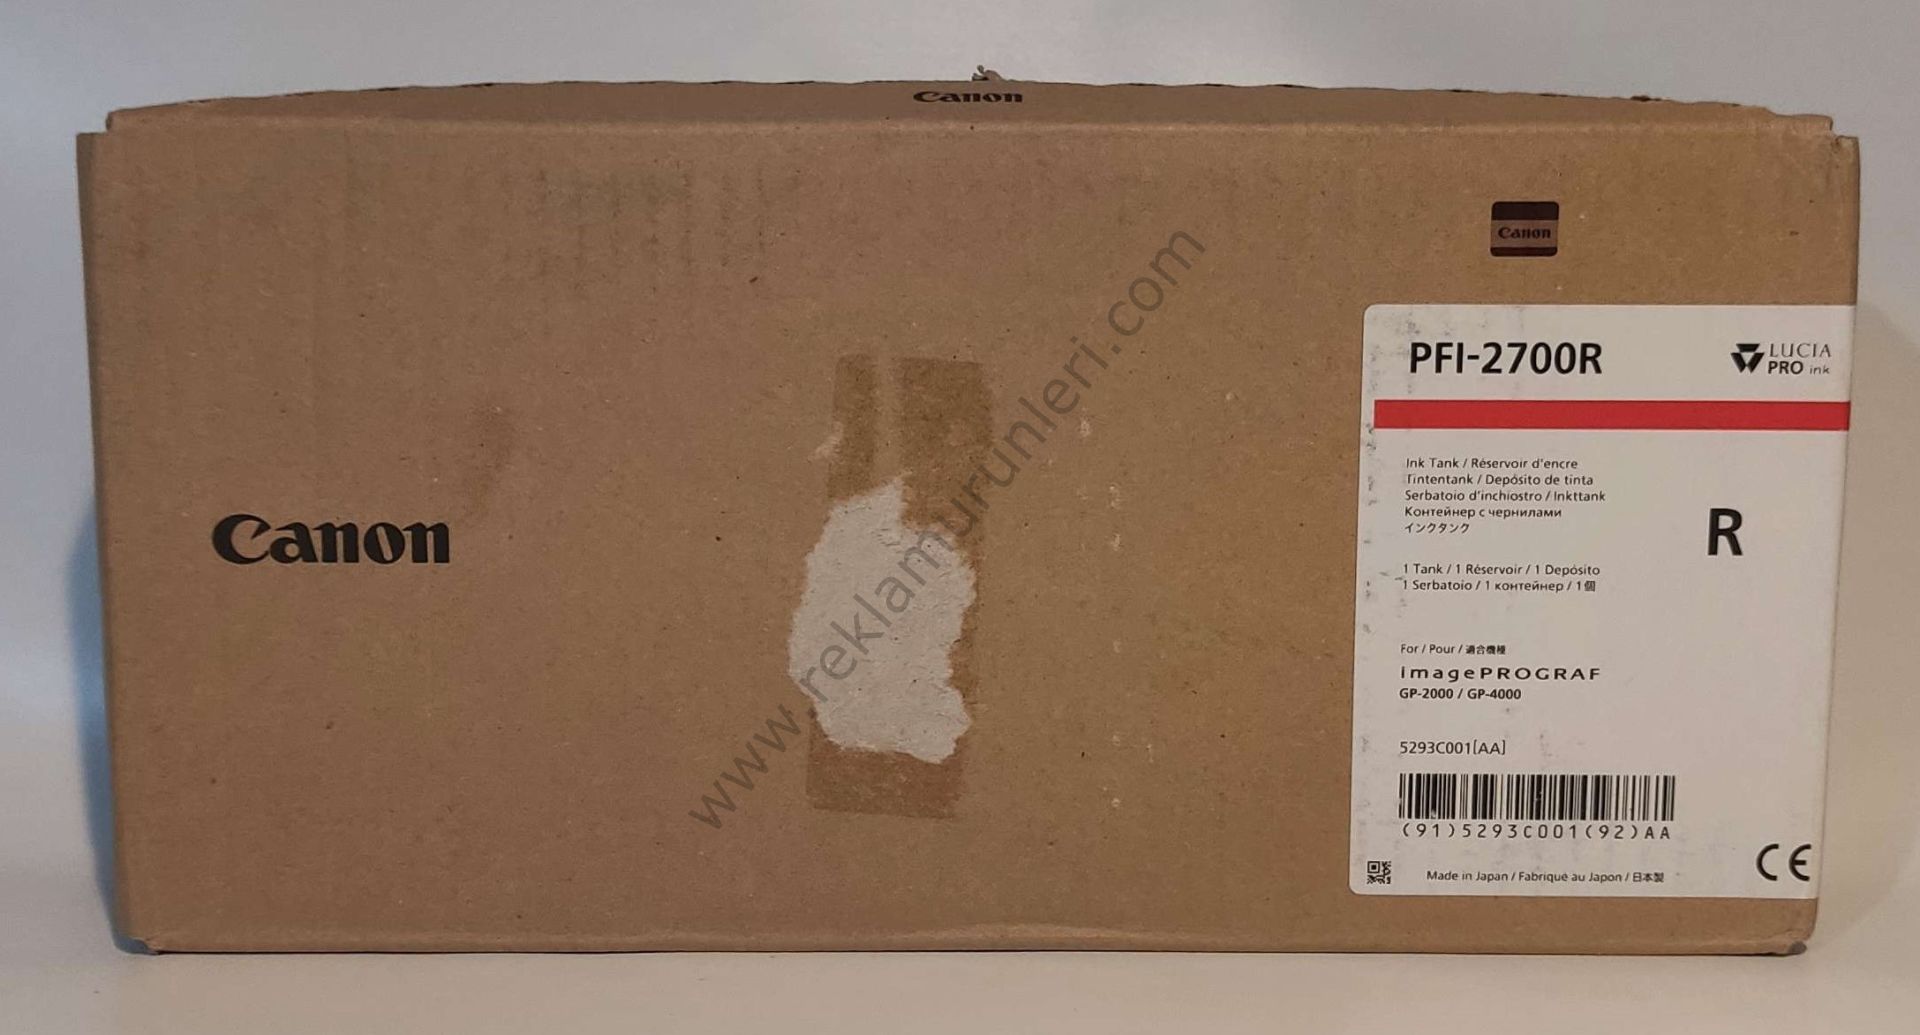 Canon
Canon
Canon
www.reklamurunleri.com
PFI-2700R
LUCIA
PRO ink
Ink Tank / Réservoir d'encre
Tintentank / Depósito de tinta
Serbatoio d'inchiostro / Inkttank
Контейнер с чернилами
インクタンク
R
1 Tank / 1 Réservoir / 1 Depósito
1 Serbatoio / 1 контейнер / 1個
For / Pour / 適合機種
imagePROGRAF
GP-2000 / GP-4000
5293C001[AA]
(91)5293C001(92)AA
Made in Japan / Fabriqué au Japon / 日本製
CE